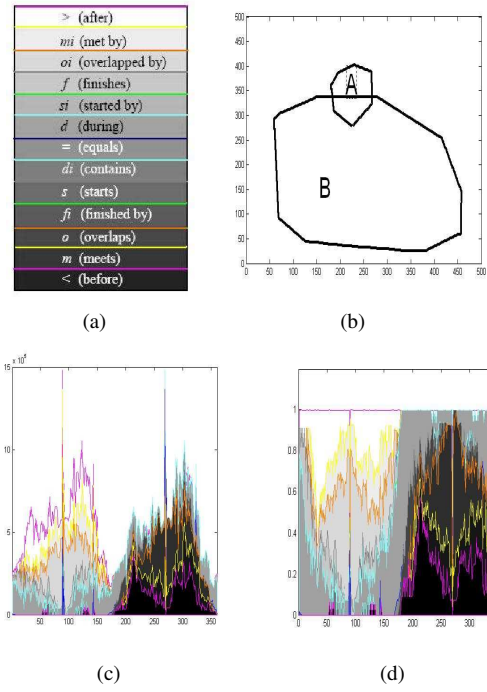 > (after)
mi (met by)
oi (overlapped by)
f (finishes)
si (started by)
d (during)
= (equals)
di (contains)
s (starts)
fi (finished by)
o (overlaps)
m (meets)
< (before)
(a)
500
450
400
350
300
250
200
150
100
50
0
A
B
0 50 100 150 200 250 300 350 400 450 500
(b)
15
10
5
0
0 50 100 150 200 250 300 350
(c)
1
0.8
0.6
0.4
0.2
0
0 50 100 150 200 250 300
(d)